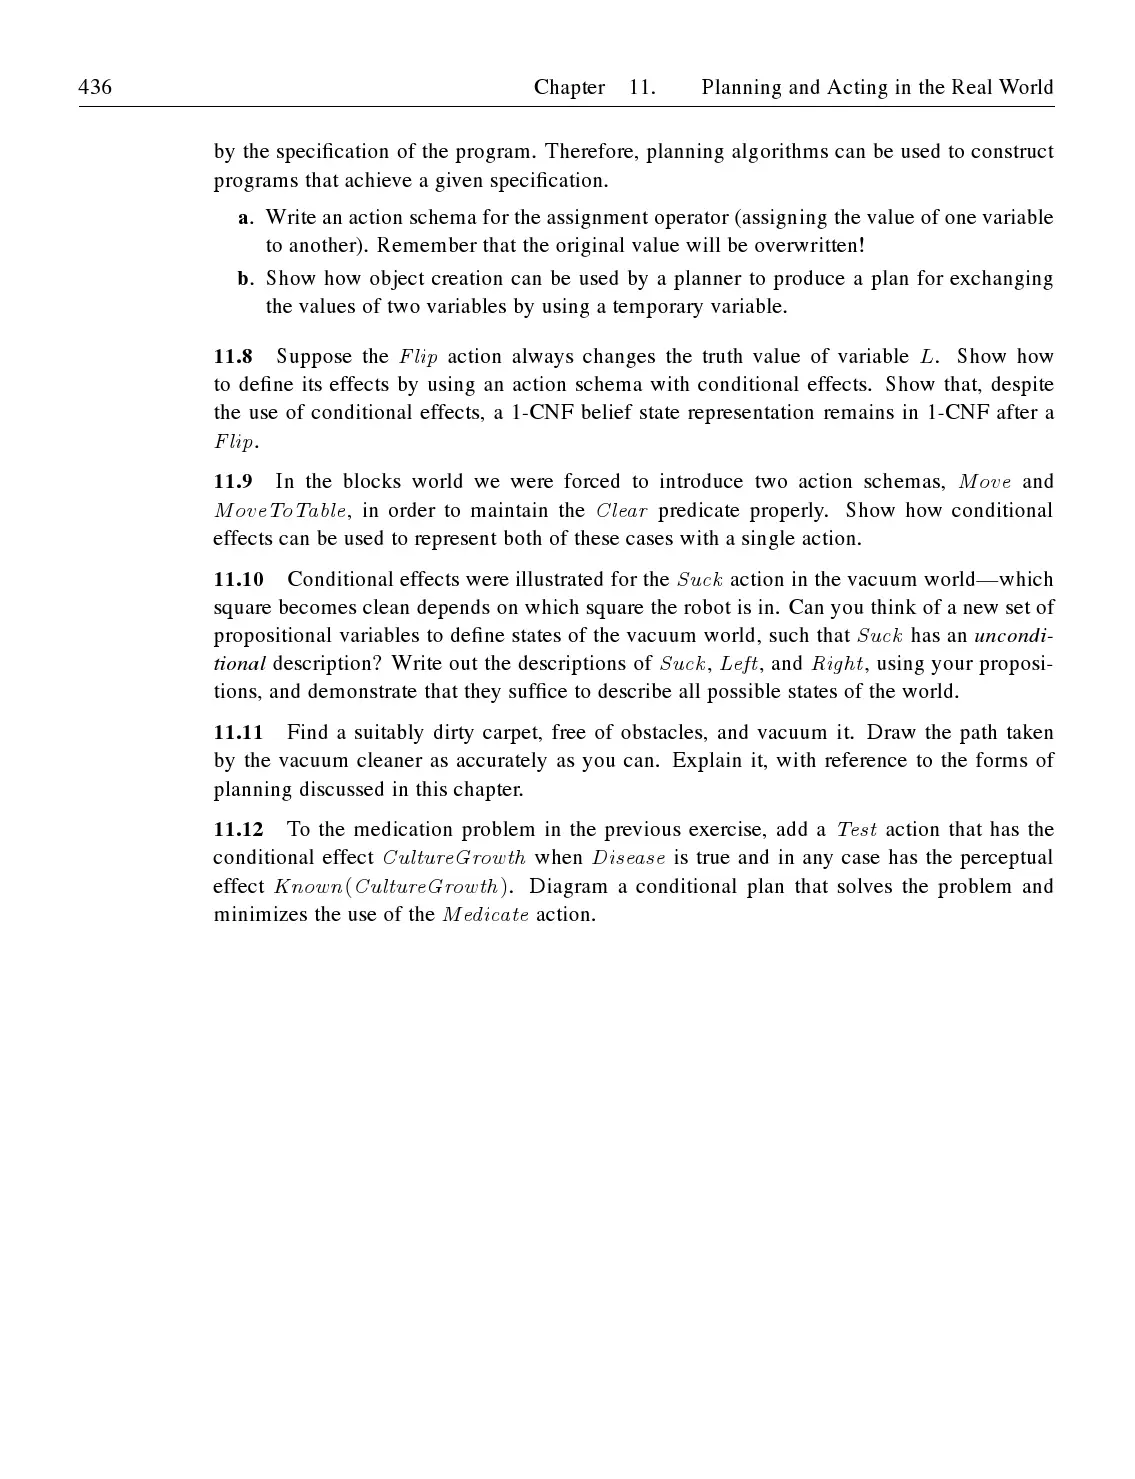 436 Chapter 11. Planning and Acting in the Real World
by the specification of the program. Therefore, planning algorithms can be used to construct
programs that achieve a given specification.
a. Write an action schema for the assignment operator (assigning the value of one variable
to another). Remember that the original value will be overwritten!
b. Show how object creation can be used by a planner to produce a plan for exchanging
the values of two variables by using a temporary variable.
11.8 Suppose the Flip action always changes the truth value of variable L. Show how
to define its effects by using an action schema with conditional effects. Show that, despite
the use of conditional effects, a 1-CNF belief state representation remains in 1-CNF after a
Flip.
11.9 In the blocks world we were forced to introduce two action schemas, Move and
MoveToTable, in order to maintain the Clear predicate properly. Show how conditional
effects can be used to represent both of these cases with a single action.
11.10 Conditional effects were illustrated for the Suck action in the vacuum world—which
square becomes clean depends on which square the robot is in. Can you think of a new set of
propositional variables to define states of the vacuum world, such that Suck has an uncondi-
tional description? Write out the descriptions of Suck, Left, and Right, using your proposi-
tions, and demonstrate that they suffice to describe all possible states of the world.
11.11 Find a suitably dirty carpet, free of obstacles, and vacuum it. Draw the path taken
by the vacuum cleaner as accurately as you can. Explain it, with reference to the forms of
planning discussed in this chapter.
11.12 To the medication problem in the previous exercise, add a Test action that has the
conditional effect CultureGrowth when Disease is true and in any case has the perceptual
effect Known(CultureGrowth). Diagram a conditional plan that solves the problem and
minimizes the use of the Medicate action.